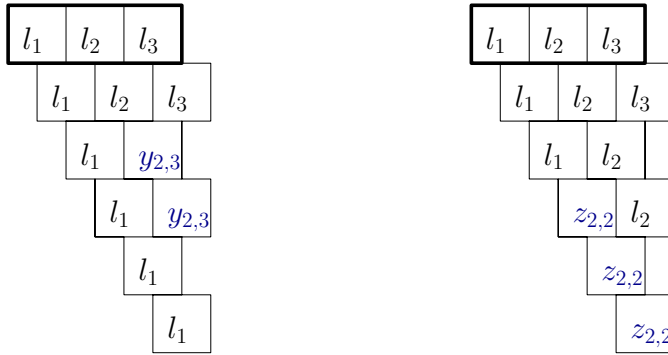 l₁ l₂ l₃ l₁ l₂ l₃
l₁ l₂ l₃ l₁ l₂ l₃
l₁ y₂,₃ l₁ l₂
l₁ y₂,₃ z₂,₂ l₂
l₁ z₂,₂
l₁ z₂,₂